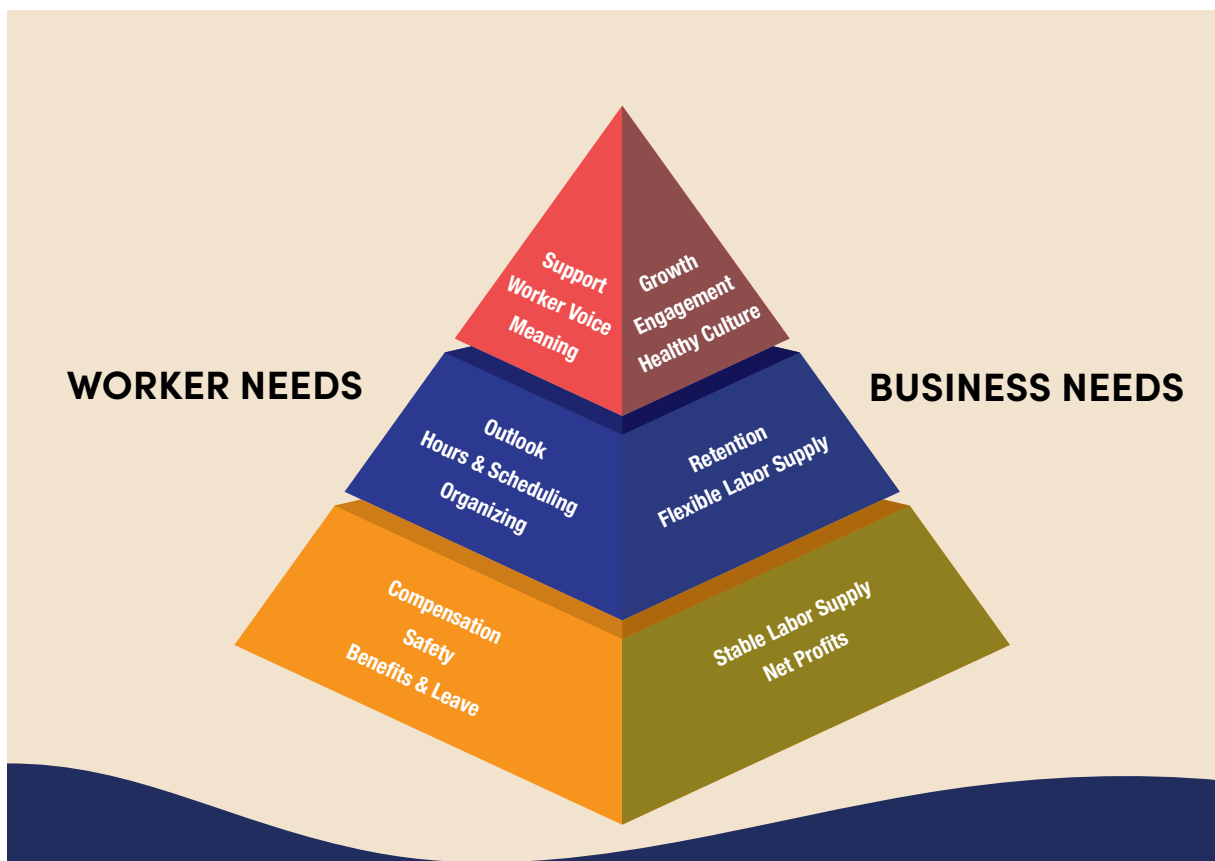 Support
Worker Voice
Meaning
Growth
Engagement
Healthy Culture
WORKER NEEDS
BUSINESS NEEDS
Outlook
Hours & Scheduling
Organizing
Retention
Flexible Labor Supply
Compensation
Safety
Benefits & Leave
Stable Labor Supply
Net Profits